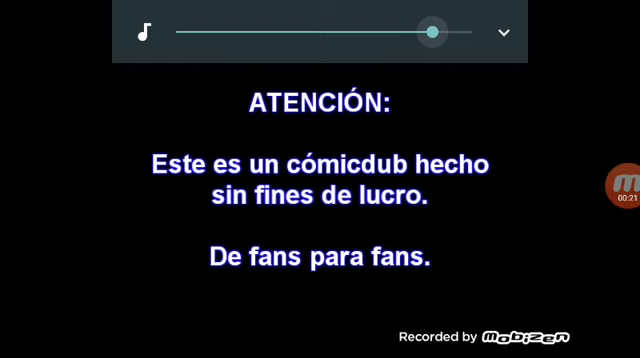 ATENCIÓN:
Este es un cómicdub hecho
sin fines de lucro.
De fans para fans.
00:21
Recorded by Mobizen